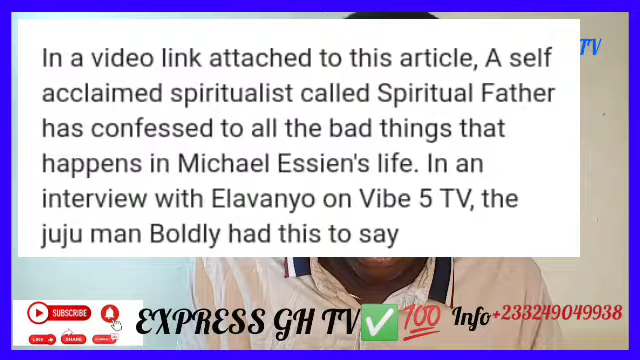 TV
In a video link attached to this article, A self
acclaimed spiritualist called Spiritual Father
has confessed to all the bad things that
happens in Michael Essien's life. In an
interview with Elavanyo on Vibe 5 TV, the
juju man Boldly had this to say
SUBSCRIBE
LIKE SHARE
EXPRESS GH TV✅💯 Info+233249049938